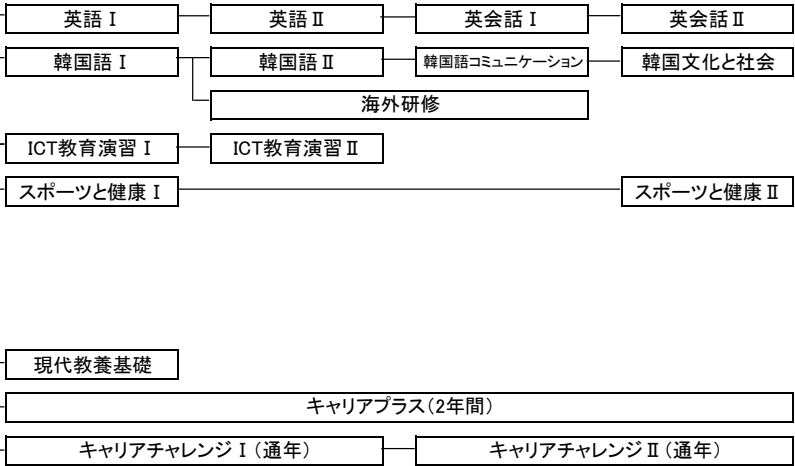 英語Ⅰ 英語Ⅱ 英会話Ⅰ 英会話Ⅱ
韓国語Ⅰ 韓国語Ⅱ 韓国語コミュニケーション 韓国文化と社会
海外研修
ICT教育演習Ⅰ ICT教育演習Ⅱ
スポーツと健康Ⅰ スポーツと健康Ⅱ
現代教養基礎
キャリアプラス(2年間)
キャリアチャレンジⅠ(通年) キャリアチャレンジⅡ(通年)